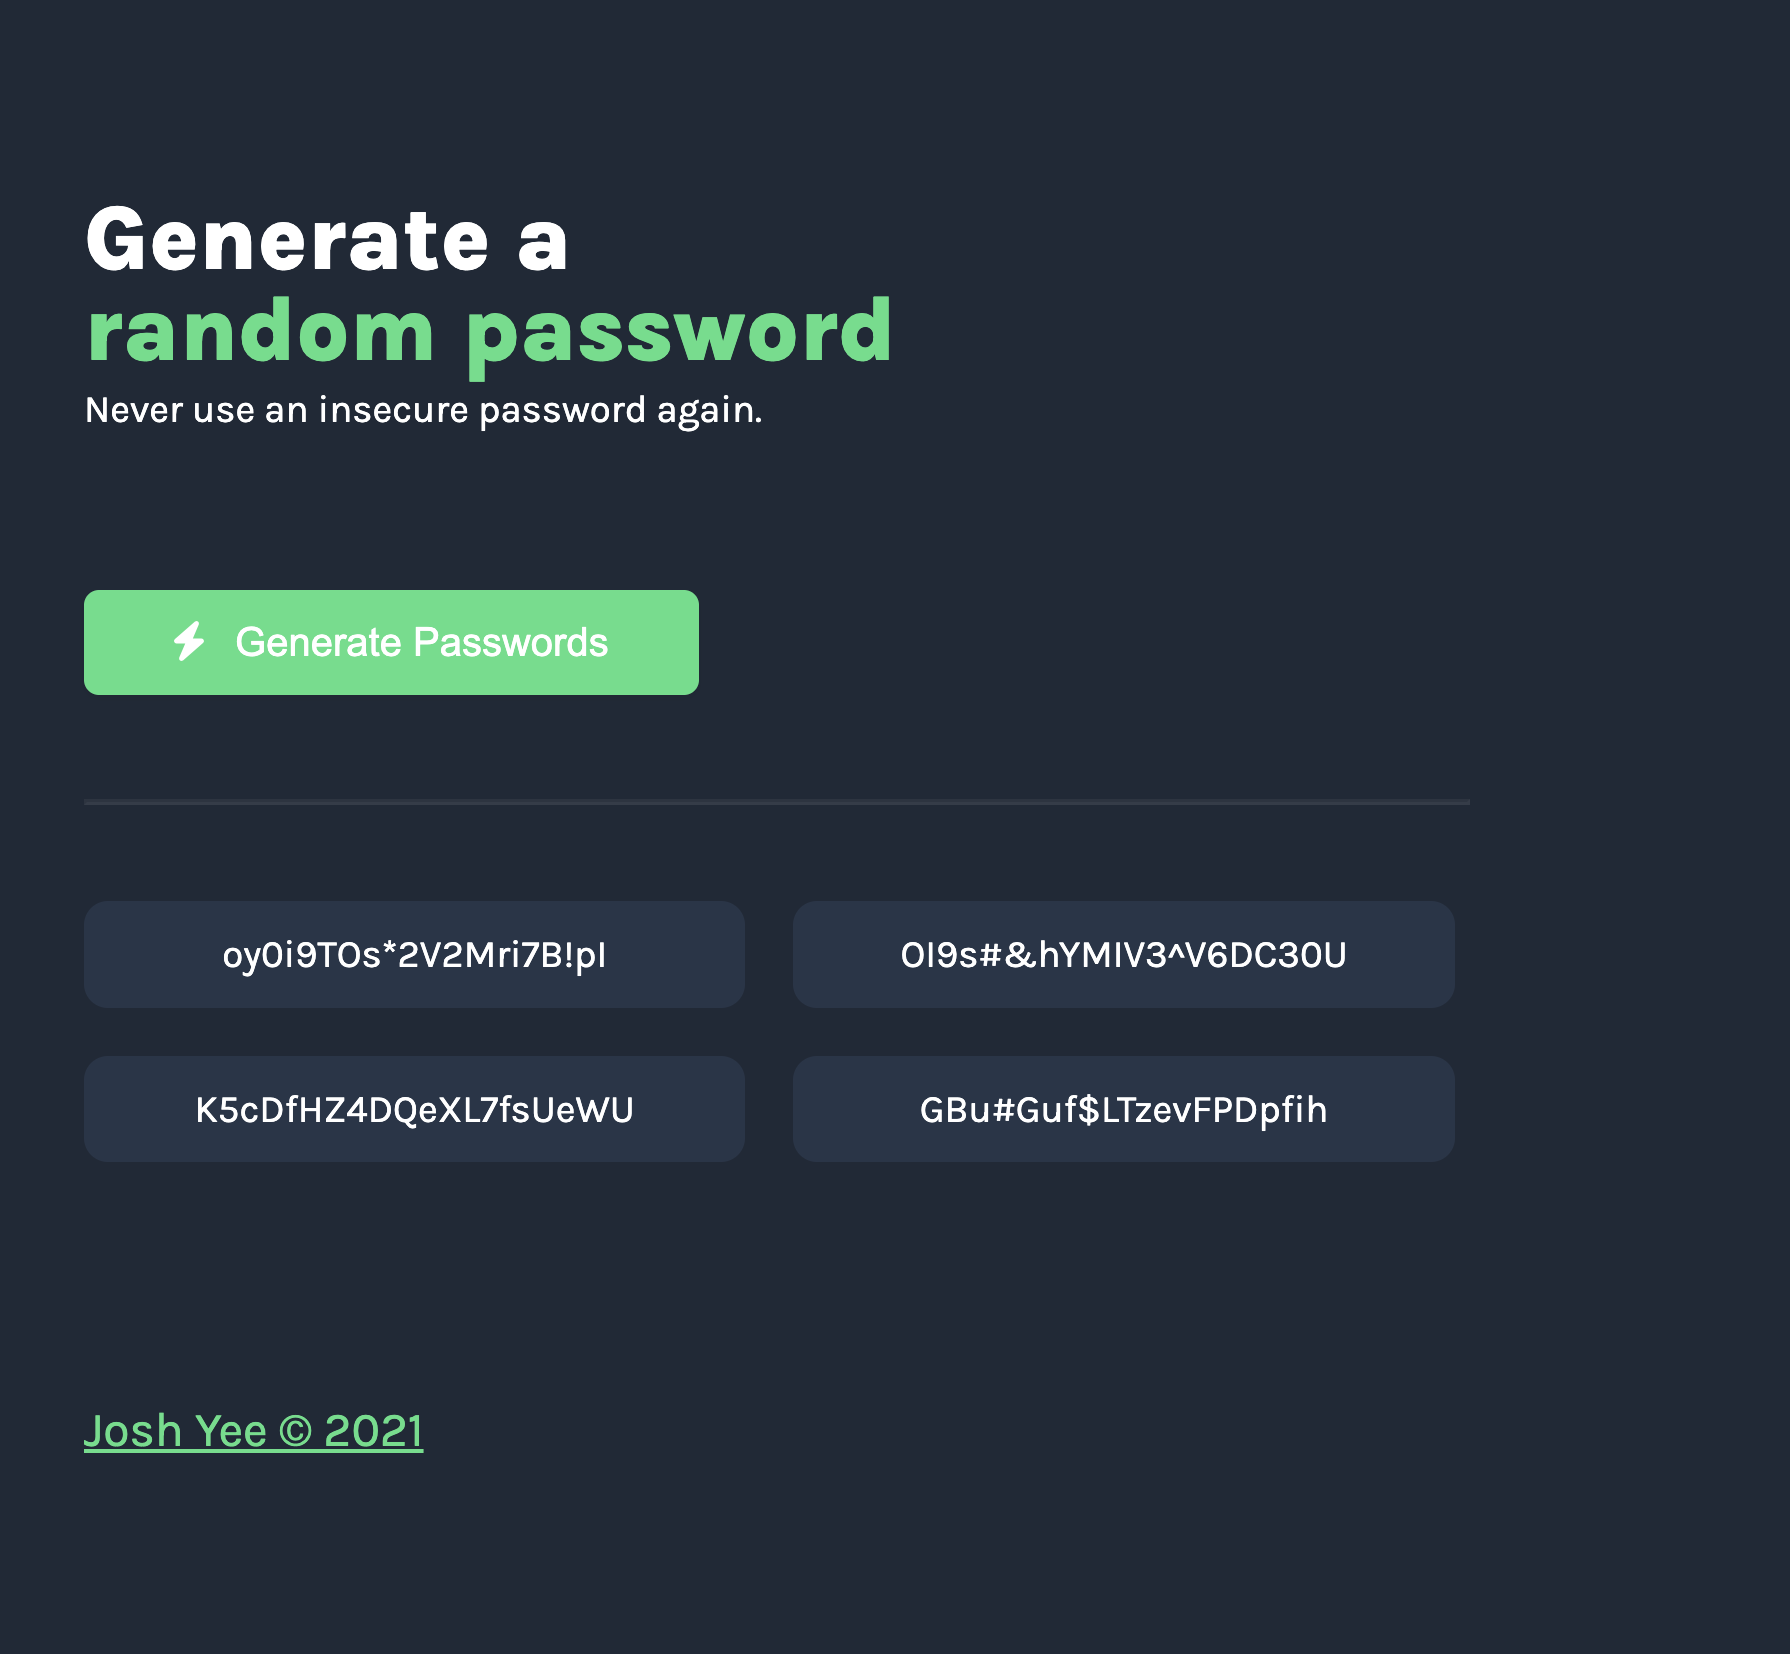 Generate a
random password
Never use an insecure password again.
Generate Passwords
oy0i9TOs*2V2Mri7B!pI
OI9s#&hYMIV3^V6DC30U
K5cDfHZ4DQeXL7fsUeWU
GBu#Guf$LTzevFPDpfih
Josh Yee © 2021